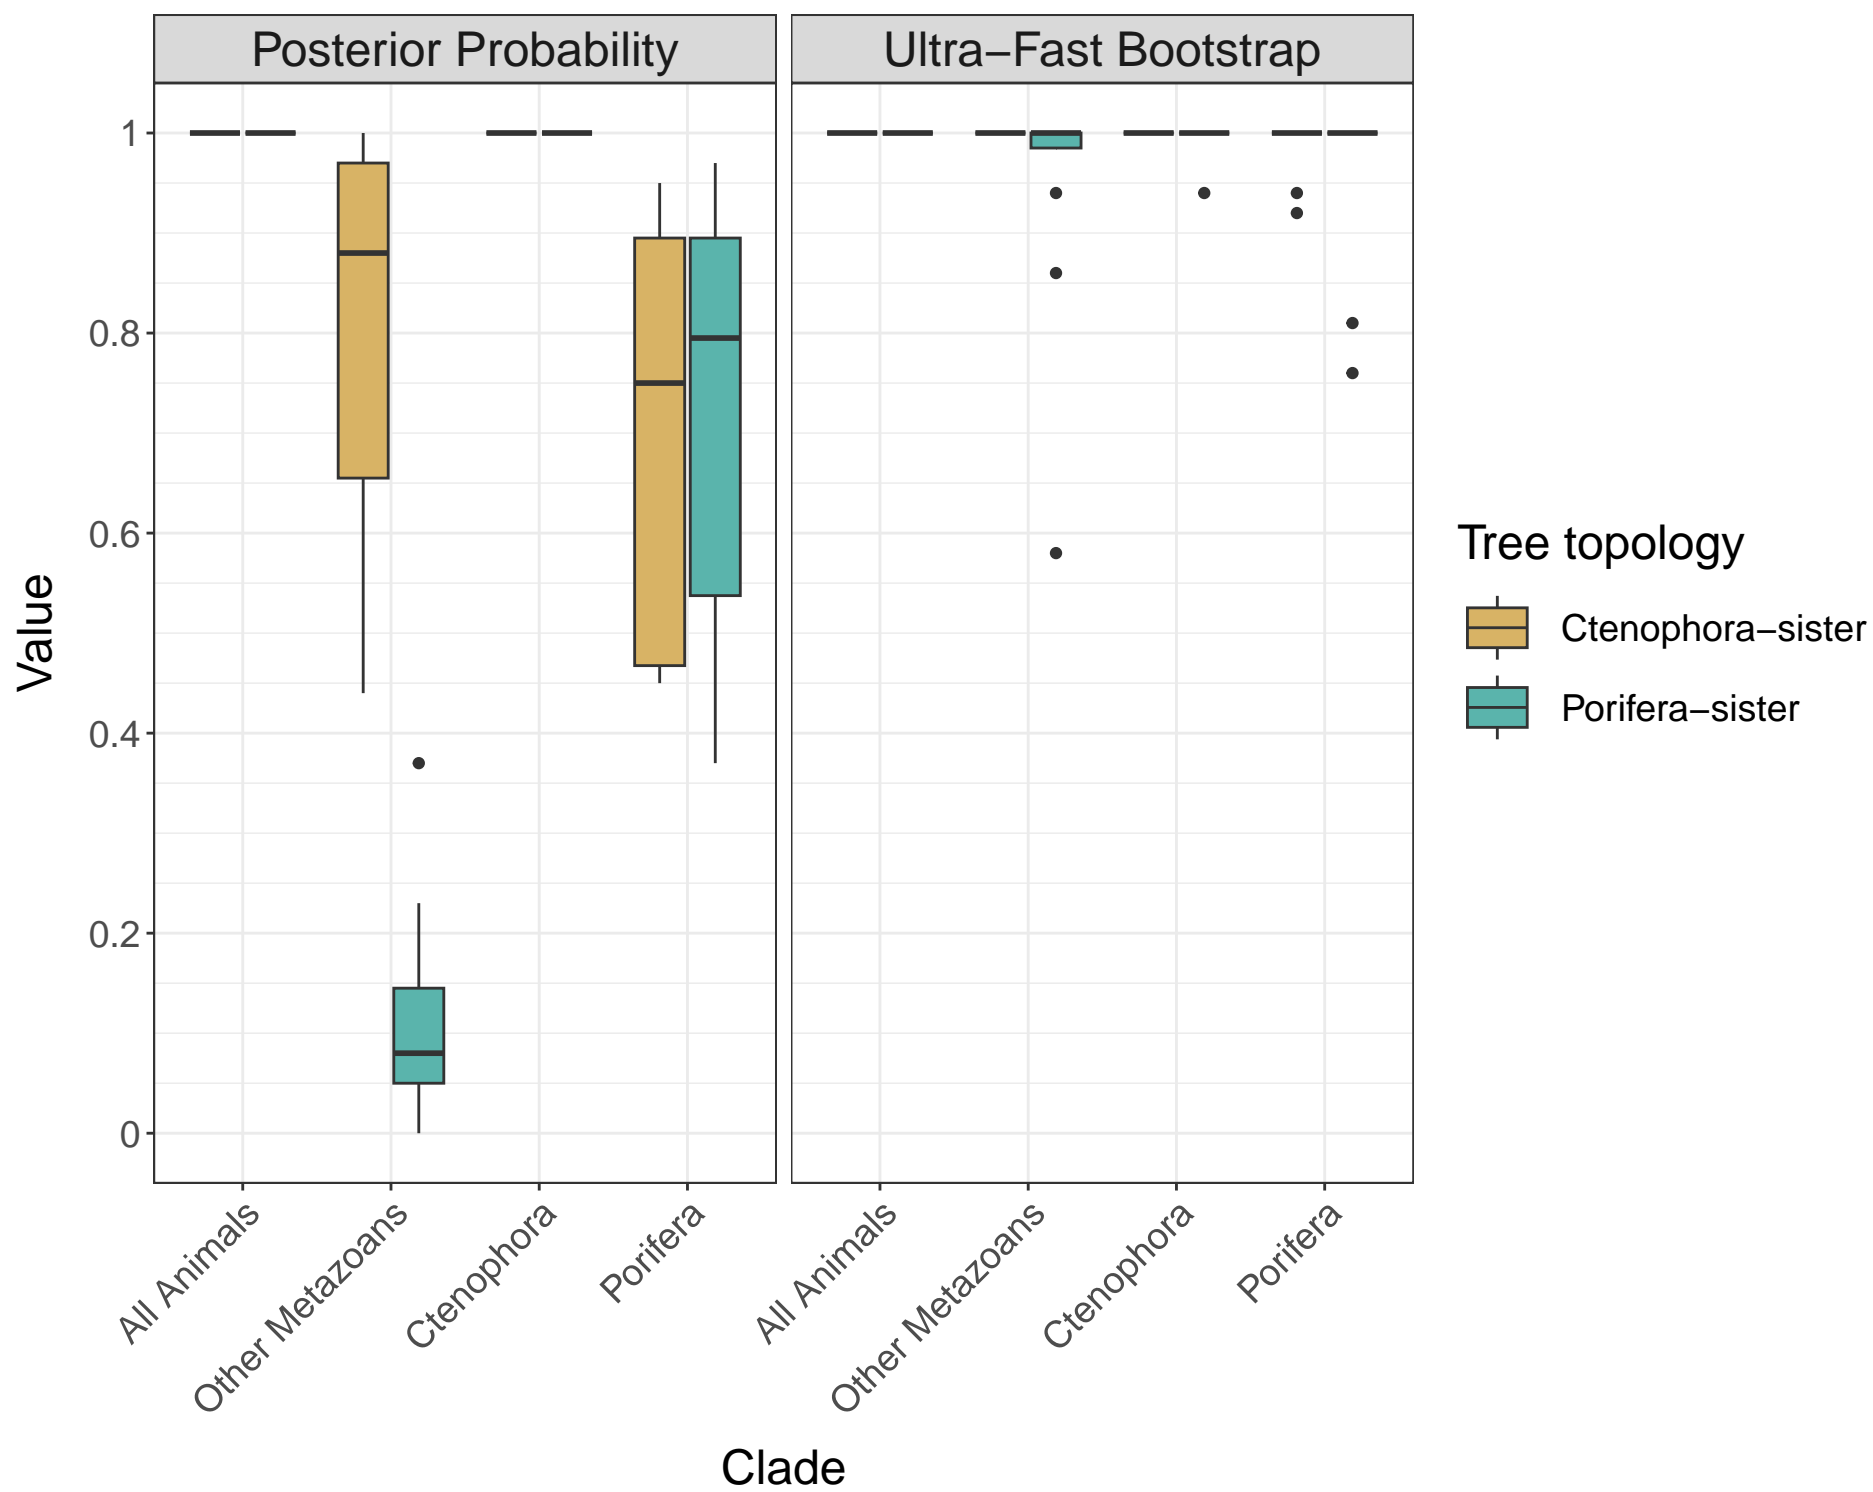 Posterior Probability
Ultra−Fast Bootstrap
1
0.8
0.6
0.4
0.2
0
Value
All Animals
Other Metazoans
Ctenophora
Porifera
All Animals
Other Metazoans
Ctenophora
Porifera
Clade
Tree topology
Ctenophora−sister
Porifera−sister